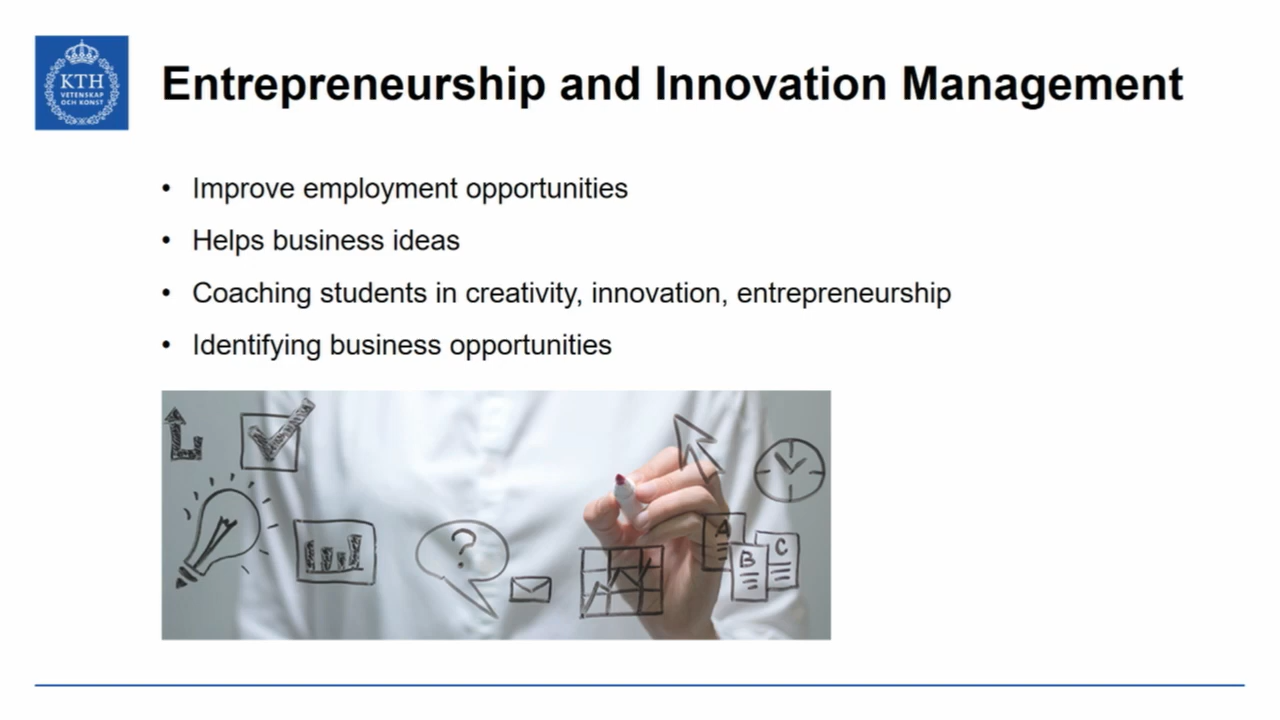 KTH
VETENSKAP
OCH KONST
Entrepreneurship and Innovation Management
• Improve employment opportunities
• Helps business ideas
• Coaching students in creativity, innovation, entrepreneurship
• Identifying business opportunities
?
A
B
C